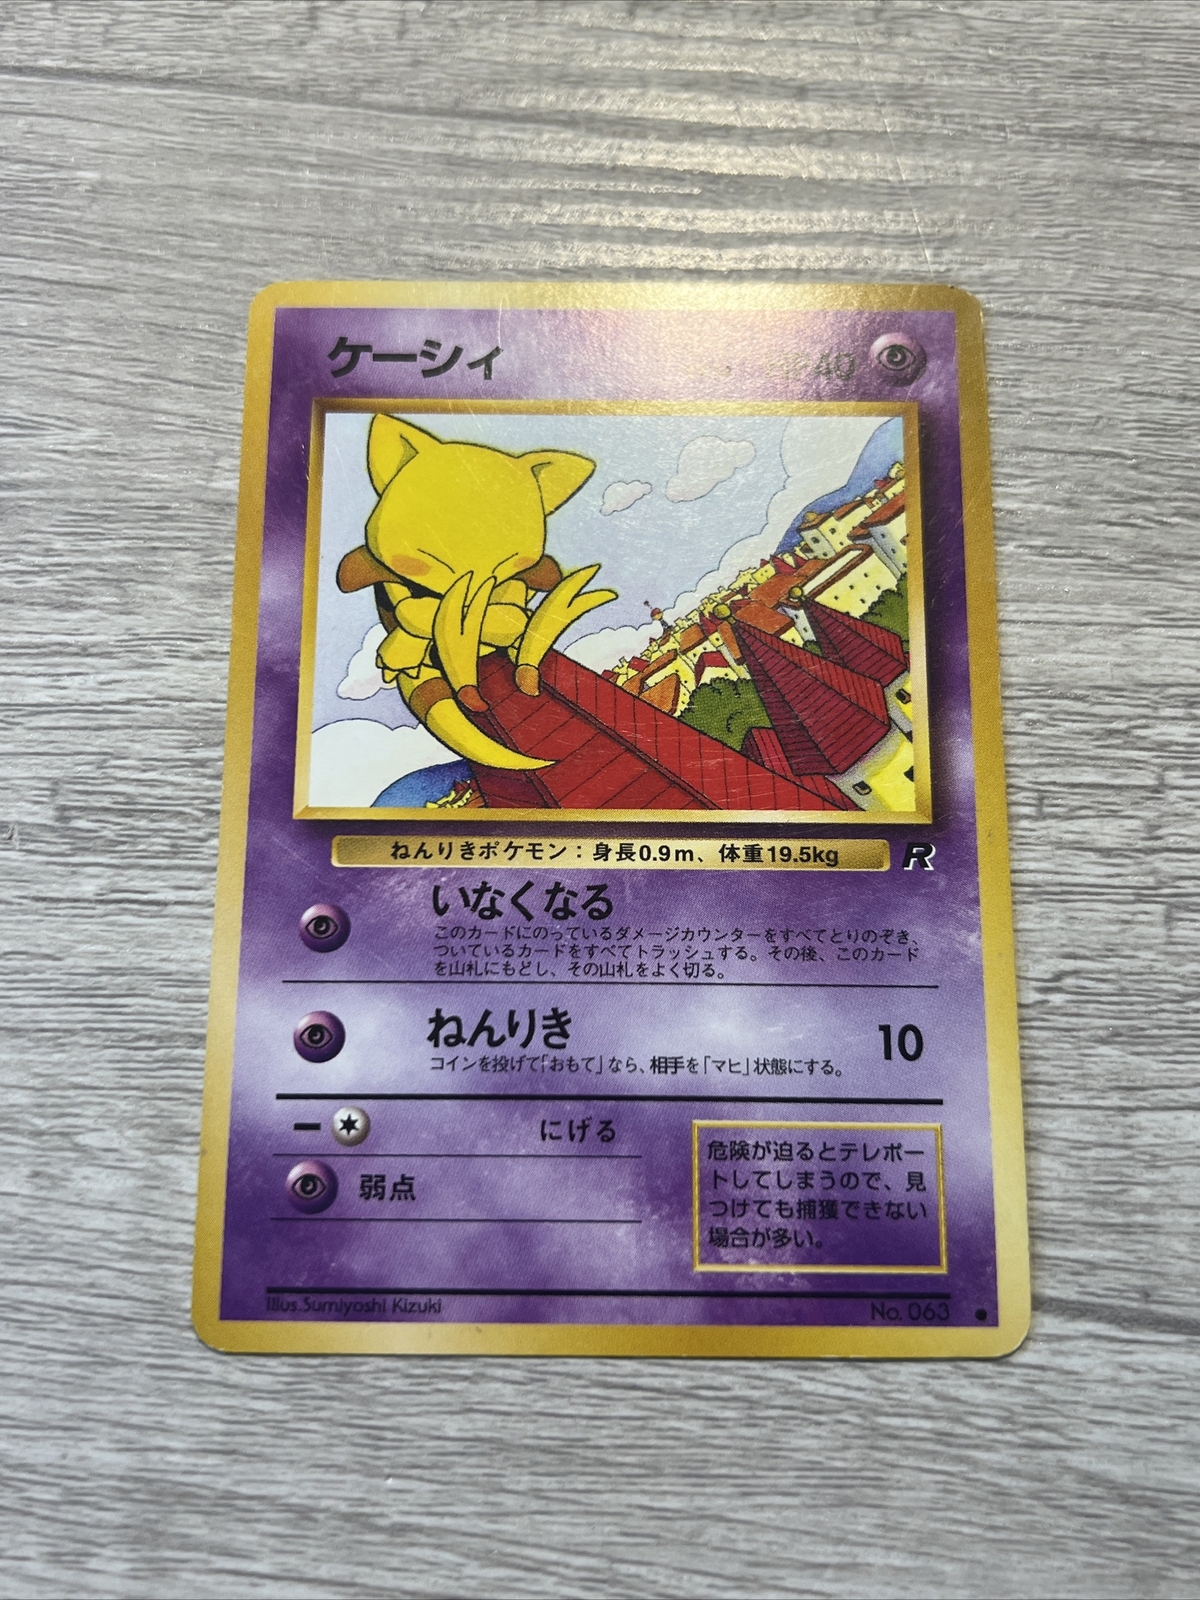 ケーシィ
HP40
ねんりきポケモン：身長0.9m、体重19.5kg
R
いなくなる
このカードにのっているダメージカウンターをすべてとりのぞき、
ついているカードをすべてトラッシュする。その後、このカード
を山札にもどし、その山札をよく切る。
ねんりき
10
コインを投げて「おもて」なら、相手を「マヒ」状態にする。
にげる
弱点
危険が迫るとテレポー
トしてしまうので、見
つけても捕獲できない
場合が多い。
illus.Sumiyoshi Kizuki
No. 063